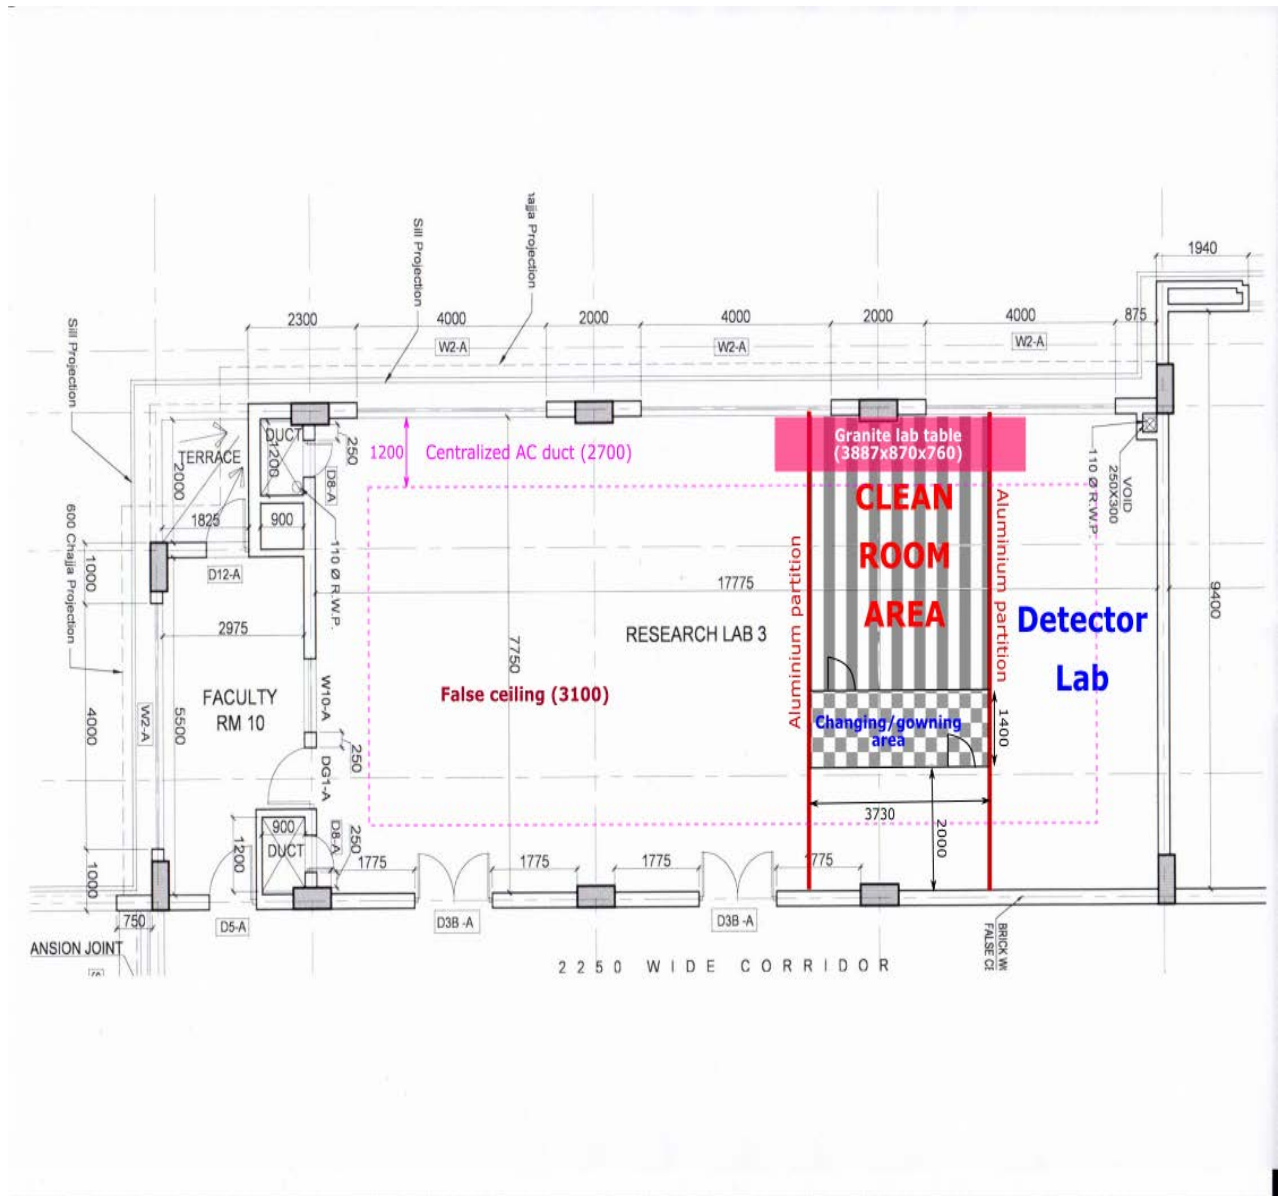 1940
2300
4000
2000
4000
2000
4000
875
W2-A
W2-A
W2-A
Sill Projection
ajja Projection
Sill Projection
600 Chajja Projection
DUCT
1200
250
D8-A
TERRACE
2000
1825
900
110 Ø R.W.P.
D12-A
1200
Centralized AC duct (2700)
Granite lab table
(3887x870x760)
CLEAN
ROOM
AREA
Aluminium partition
Aluminium partition
VOID
250X300
110 Ø R.W.P.
9400
17775
7750
RESEARCH LAB 3
Detector
Lab
False ceiling (3100)
Changing/gowning
area
1400
3730
2000
1000
4000
1000
W2-A
5500
2975
FACULTY
RM 10
W10-A
250
DG1-A
900
DUCT
1200
D8-A
250
1775
1775
1775
1775
750
D5-A
D3B -A
D3B -A
ANSION JOINT
BRICK W
FALSE CE
2250 WIDE CORRIDOR